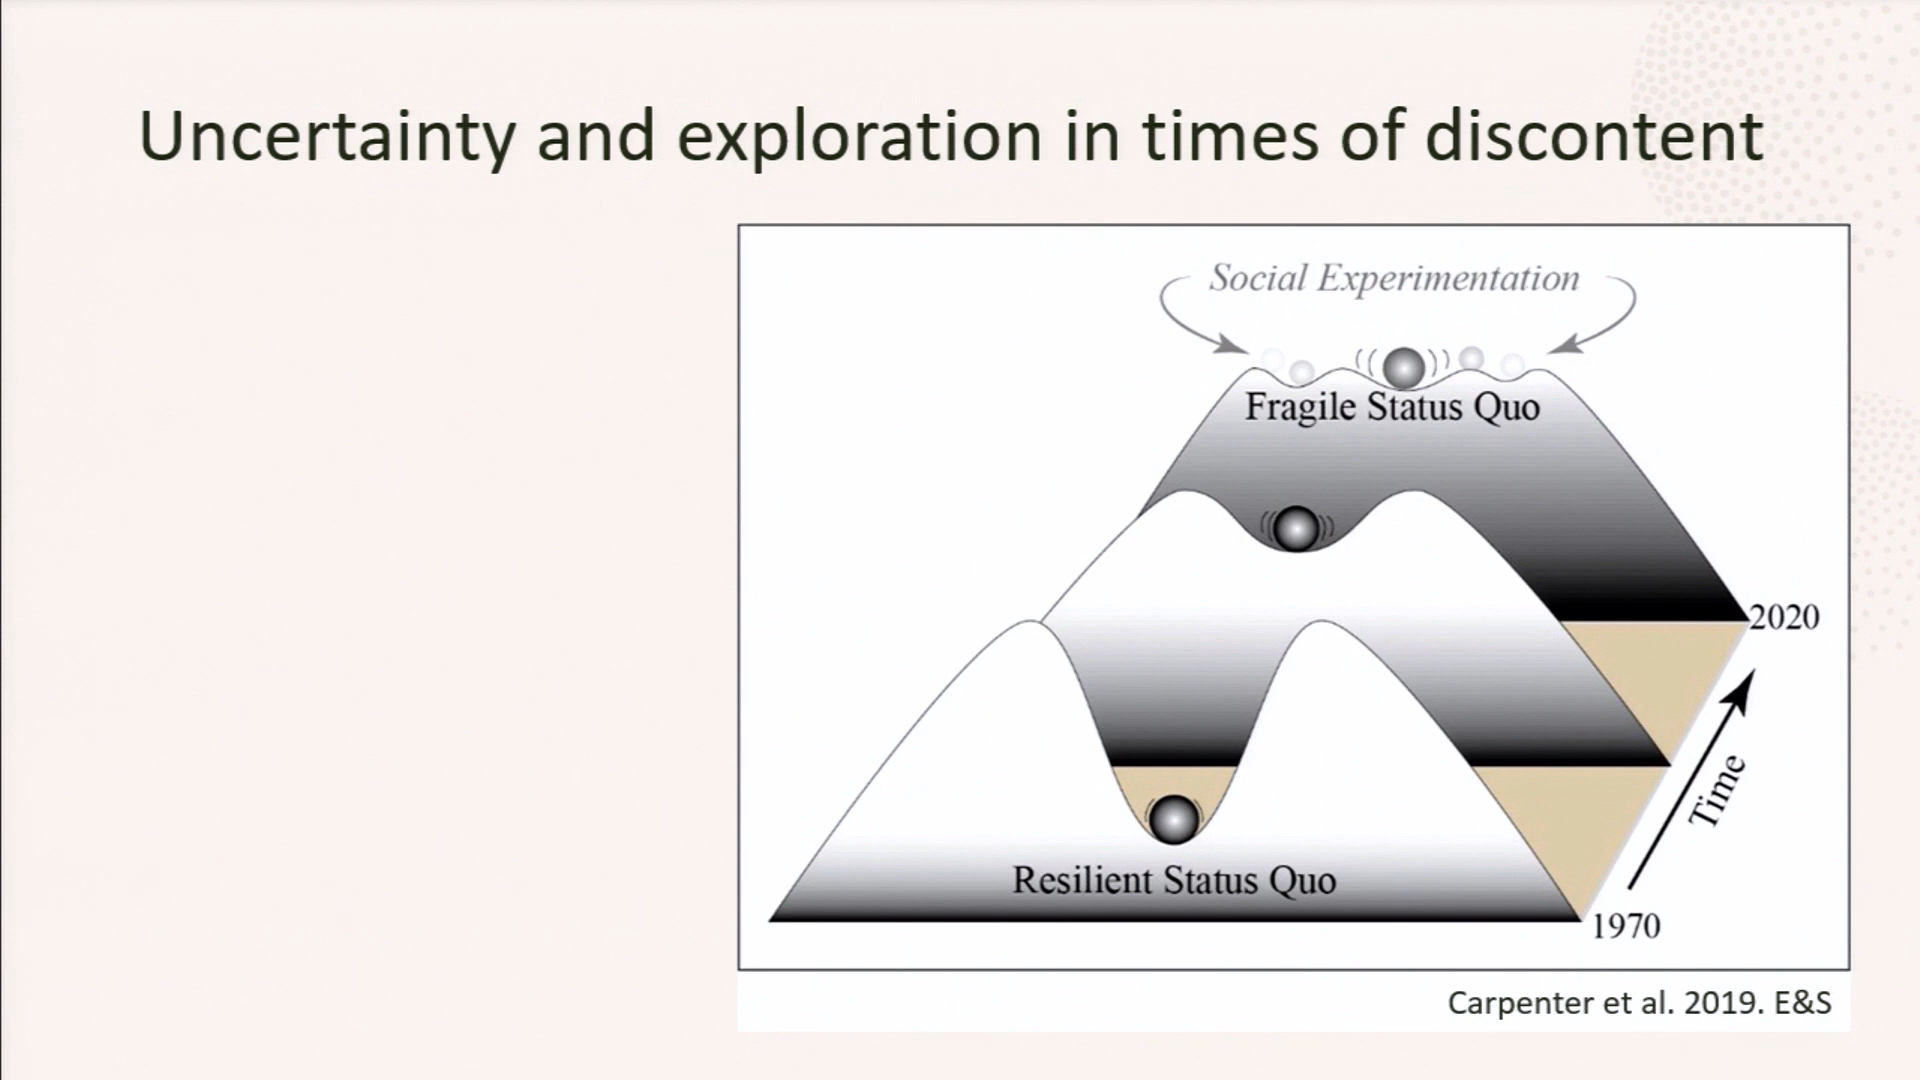 Uncertainty and exploration in times of discontent
Social Experimentation
Fragile Status Quo
2020
Time
Resilient Status Quo
1970
Carpenter et al. 2019. E&S